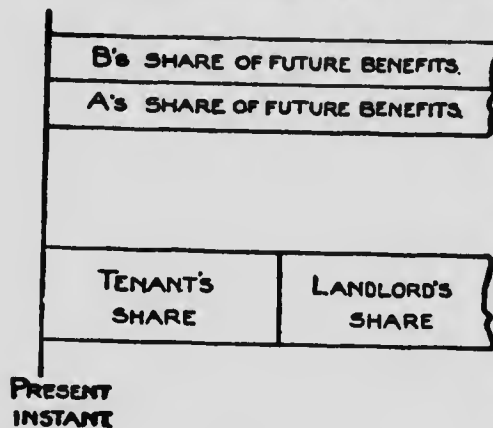 B's SHARE OF FUTURE BENEFITS.
A's SHARE OF FUTURE BENEFITS.
TENANT'S
SHARE
LANDLORD'S
SHARE
PRESENT
INSTANT